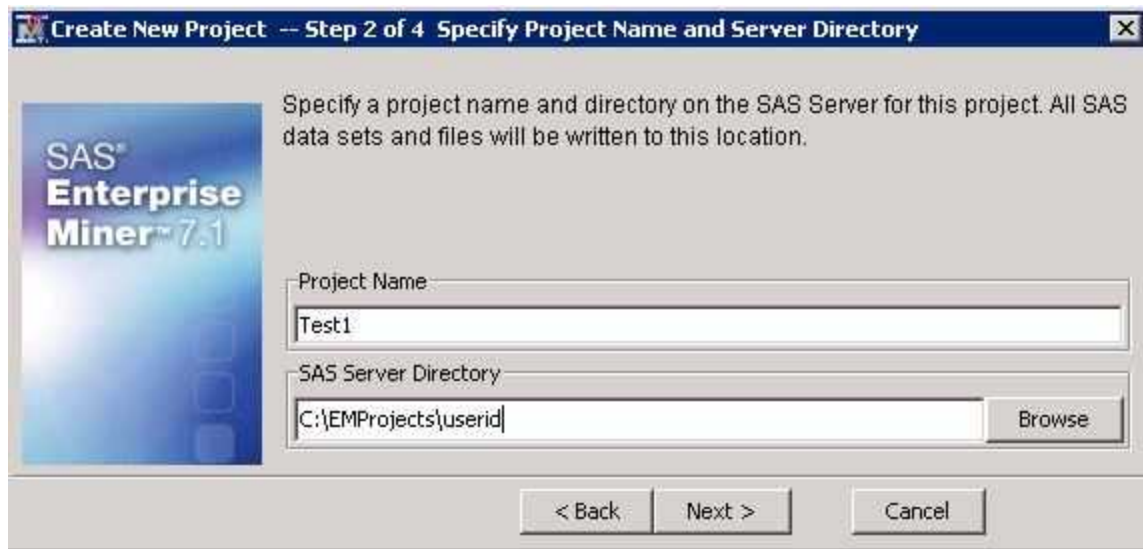 Create New Project -- Step 2 of 4 Specify Project Name and Server Directory
Specify a project name and directory on the SAS Server for this project. All SAS
data sets and files will be written to this location.
SAS®
Enterprise
Miner™ 7.1
Project Name
Test1
SAS Server Directory
C:\EMProjects\userid
Browse
< Back
Next >
Cancel